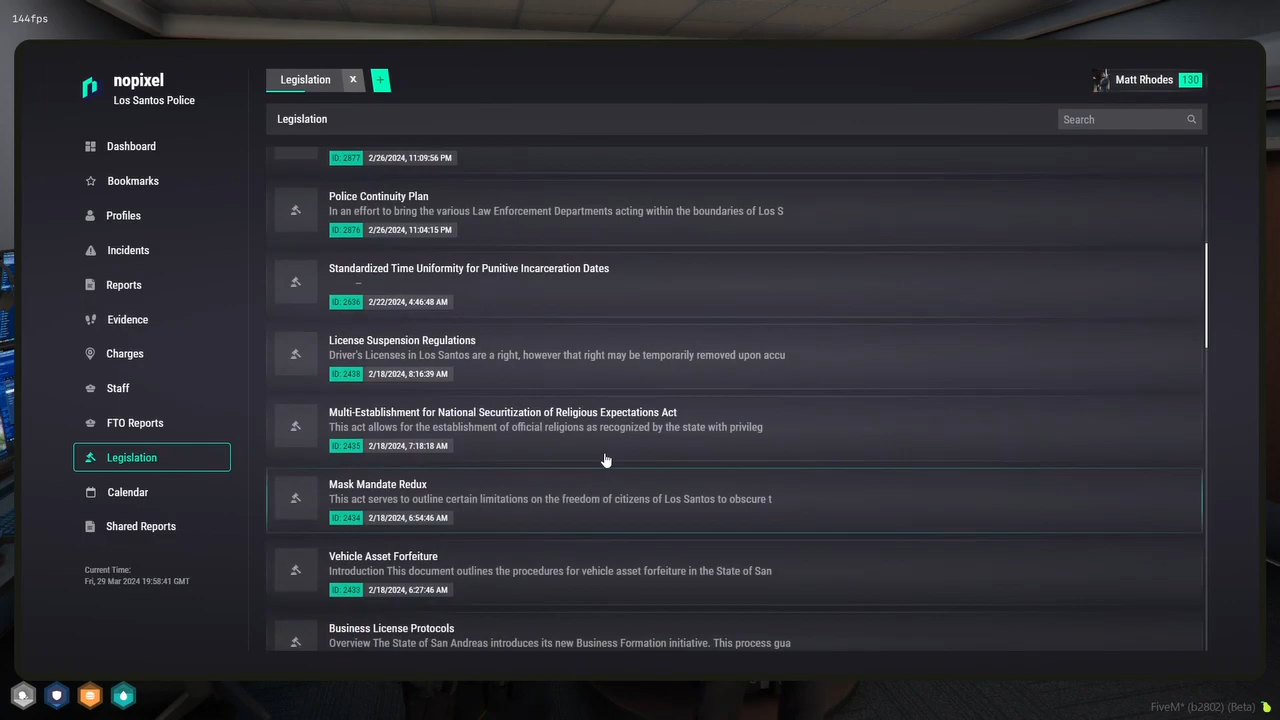 144fps
nopixel
Los Santos Police
Dashboard
Bookmarks
Profiles
Incidents
Reports
Evidence
Charges
Staff
FTO Reports
Legislation
Calendar
Shared Reports
Current Time:
Fri, 29 Mar 2024 19:58:41 GMT
Legislation x +
Matt Rhodes 130
Legislation
Search
ID: 2877 2/26/2024, 11:09:56 PM
Police Continuity Plan
In an effort to bring the various Law Enforcement Departments acting within the boundaries of Los S
ID: 2876 2/26/2024, 11:04:15 PM
Standardized Time Uniformity for Punitive Incarceration Dates
–
ID: 2636 2/22/2024, 4:46:48 AM
License Suspension Regulations
Driver's Licenses in Los Santos are a right, however that right may be temporarily removed upon accu
ID: 2438 2/18/2024, 8:16:39 AM
Multi-Establishment for National Securitization of Religious Expectations Act
This act allows for the establishment of official religions as recognized by the state with privileg
ID: 2435 2/18/2024, 7:18:18 AM
Mask Mandate Redux
This act serves to outline certain limitations on the freedom of citizens of Los Santos to obscure t
ID: 2434 2/18/2024, 6:54:46 AM
Vehicle Asset Forfeiture
Introduction This document outlines the procedures for vehicle asset forfeiture in the State of San
ID: 2433 2/18/2024, 6:27:46 AM
Business License Protocols
Overview The State of San Andreas introduces its new Business Formation initiative. This process gua
FiveM* (b2802) (Beta)